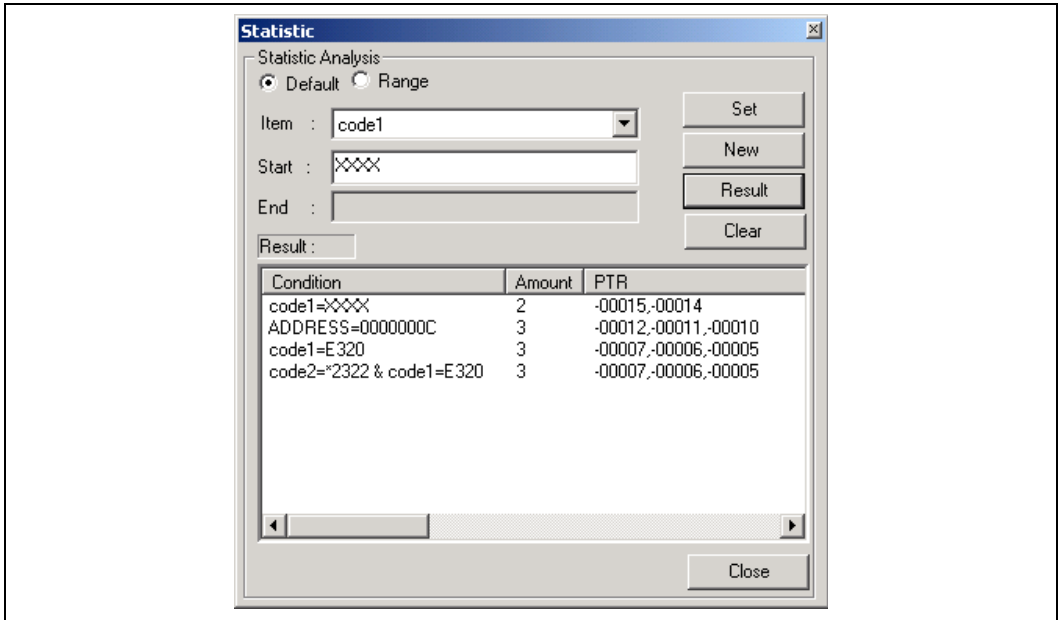 Statistic
Statistic Analysis
Default Range
Item : code1
Start : XXXX
End :
Set
New
Result
Clear
Result :
Condition Amount PTR
code1=XXXX 2 -00015,-00014
ADDRESS=0000000C 3 -00012,-00011,-00010
code1=E320 3 -00007,-00006,-00005
code2=*2322 & code1=E320 3 -00007,-00006,-00005
Close